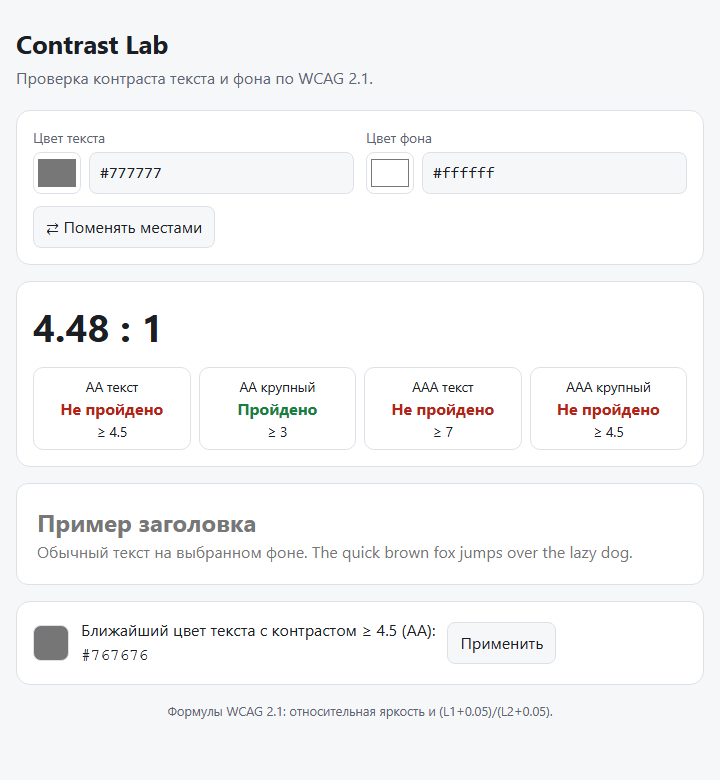 Contrast Lab
Проверка контраста текста и фона по WCAG 2.1.
Цвет текста
Цвет фона
#777777
#ffffff
⇄ Поменять местами
4.48 : 1
AA текст
AA крупный
AAA текст
AAA крупный
Не пройдено
Пройдено
Не пройдено
Не пройдено
≥ 4.5
≥ 3
≥ 7
≥ 4.5
Пример заголовка
Обычный текст на выбранном фоне. The quick brown fox jumps over the lazy dog.
Ближайший цвет текста с контрастом ≥ 4.5 (AA):
#767676
Применить
Формулы WCAG 2.1: относительная яркость и (L1+0.05)/(L2+0.05).